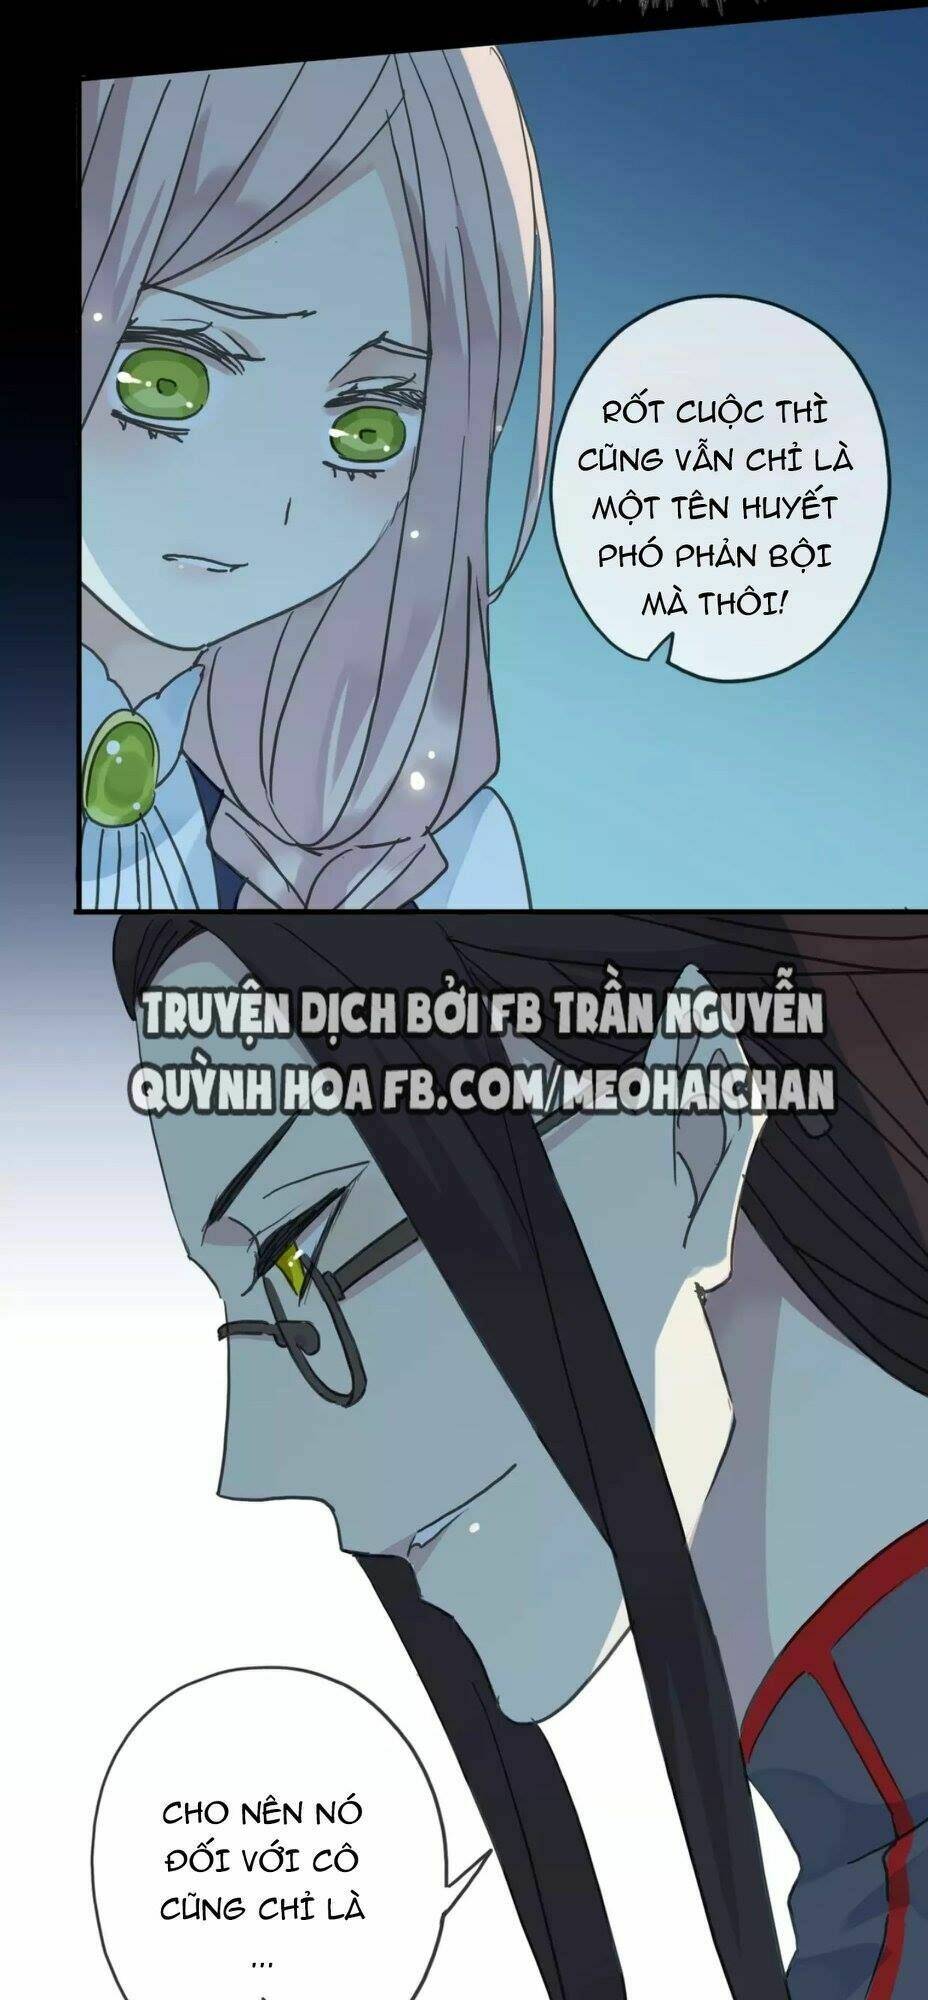 RỐT CUỘC THÌ
CŨNG VẪN CHỈ LÀ
MỘT TÊN HUYẾT
PHÓ PHẢN BỘI
MÀ THÔI!
TRUYỆN DỊCH BỞI FB TRẦN NGUYỄN
QUỲNH HOA FB.COM/MEOHAICHAN
CHO NÊN NÓ
ĐỐI VỚI CÔ
CŨNG CHỈ LÀ
...